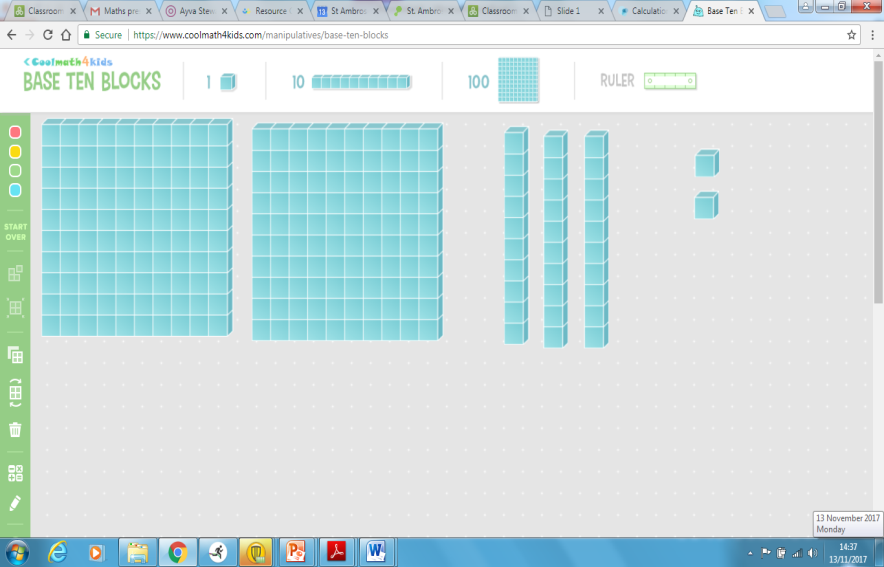 Classroom
Maths pre
Ayva Stei
Resource
St Ambro
St. Ambro
Classroom
Slide 1
Calculatio
Base Ten
Secure | https://www.coolmath4kids.com/manipulatives/base-ten-blocks
Coolmath4kids
BASE TEN BLOCKS
1
10
100
RULER
START
OVER
13 November 2017
Monday
14:37
13/11/2017